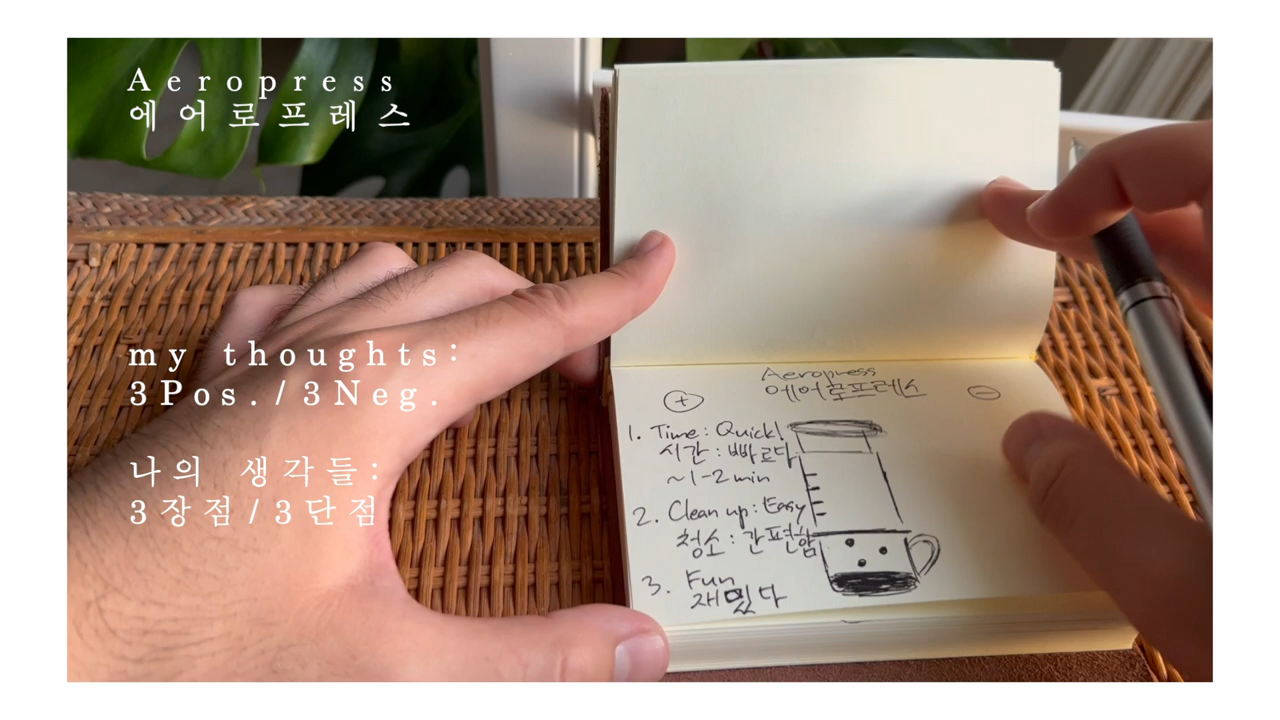 Aeropress
에어로프레스
my thoughts:
3Pos./3Neg.
나의 생각들:
3장점/3단점
Aeropress
에어로프레스
+
−
1. Time: Quick!
시간: 빠르다
~1-2 min
2. Clean up: Easy
청소: 간편함
3. Fun
재밌다